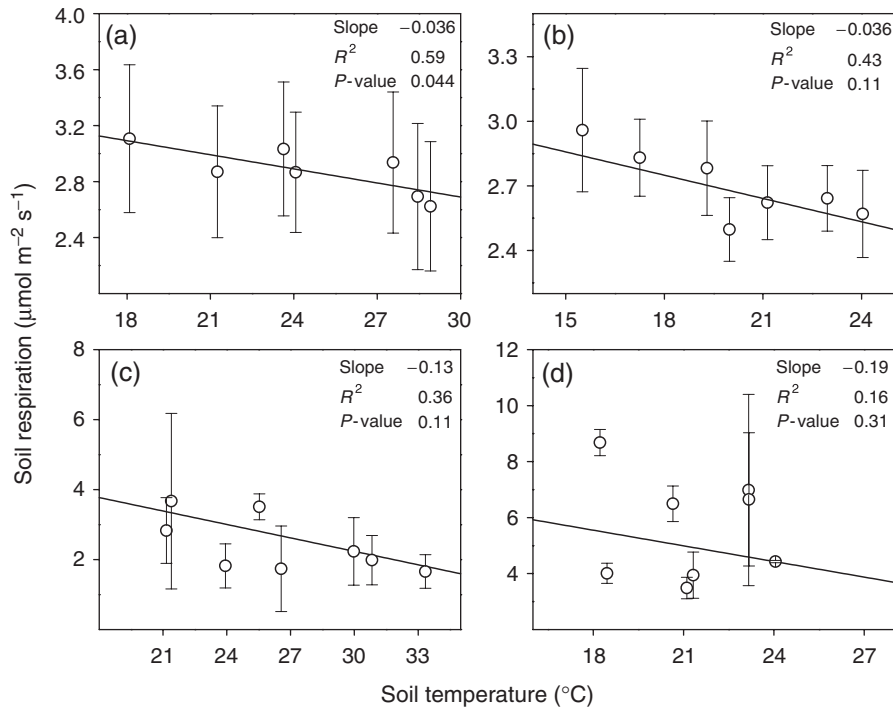 Soil respiration (μmol m⁻² s⁻¹)
(a)
Slope −0.036
R² 0.59
P-value 0.044
4.0
3.6
3.2
2.8
2.4
18 21 24 27 30
(b)
Slope −0.036
R² 0.43
P-value 0.11
3.3
3.0
2.7
2.4
15 18 21 24
(c)
Slope −0.13
R² 0.36
P-value 0.11
8
6
4
2
21 24 27 30 33
(d)
Slope −0.19
R² 0.16
P-value 0.31
12
10
8
6
4
18 21 24 27
Soil temperature (°C)